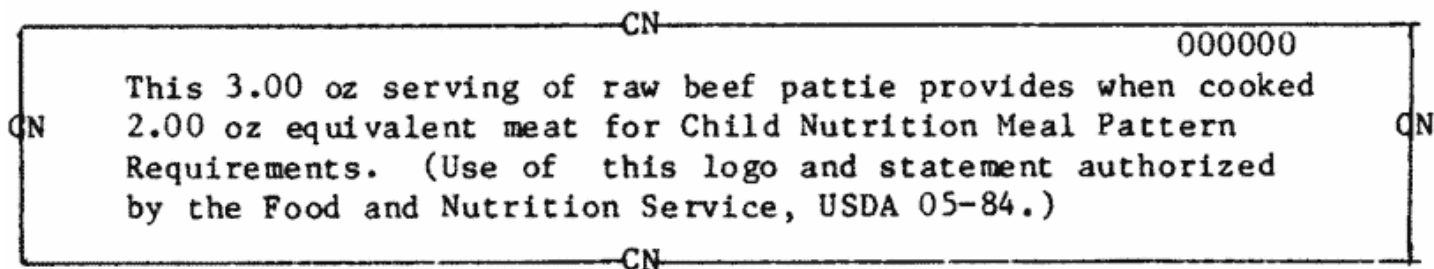 CN
000000
This 3.00 oz serving of raw beef pattie provides when cooked
CN 2.00 oz equivalent meat for Child Nutrition Meal Pattern CN
Requirements. (Use of this logo and statement authorized
by the Food and Nutrition Service, USDA 05-84.)
CN